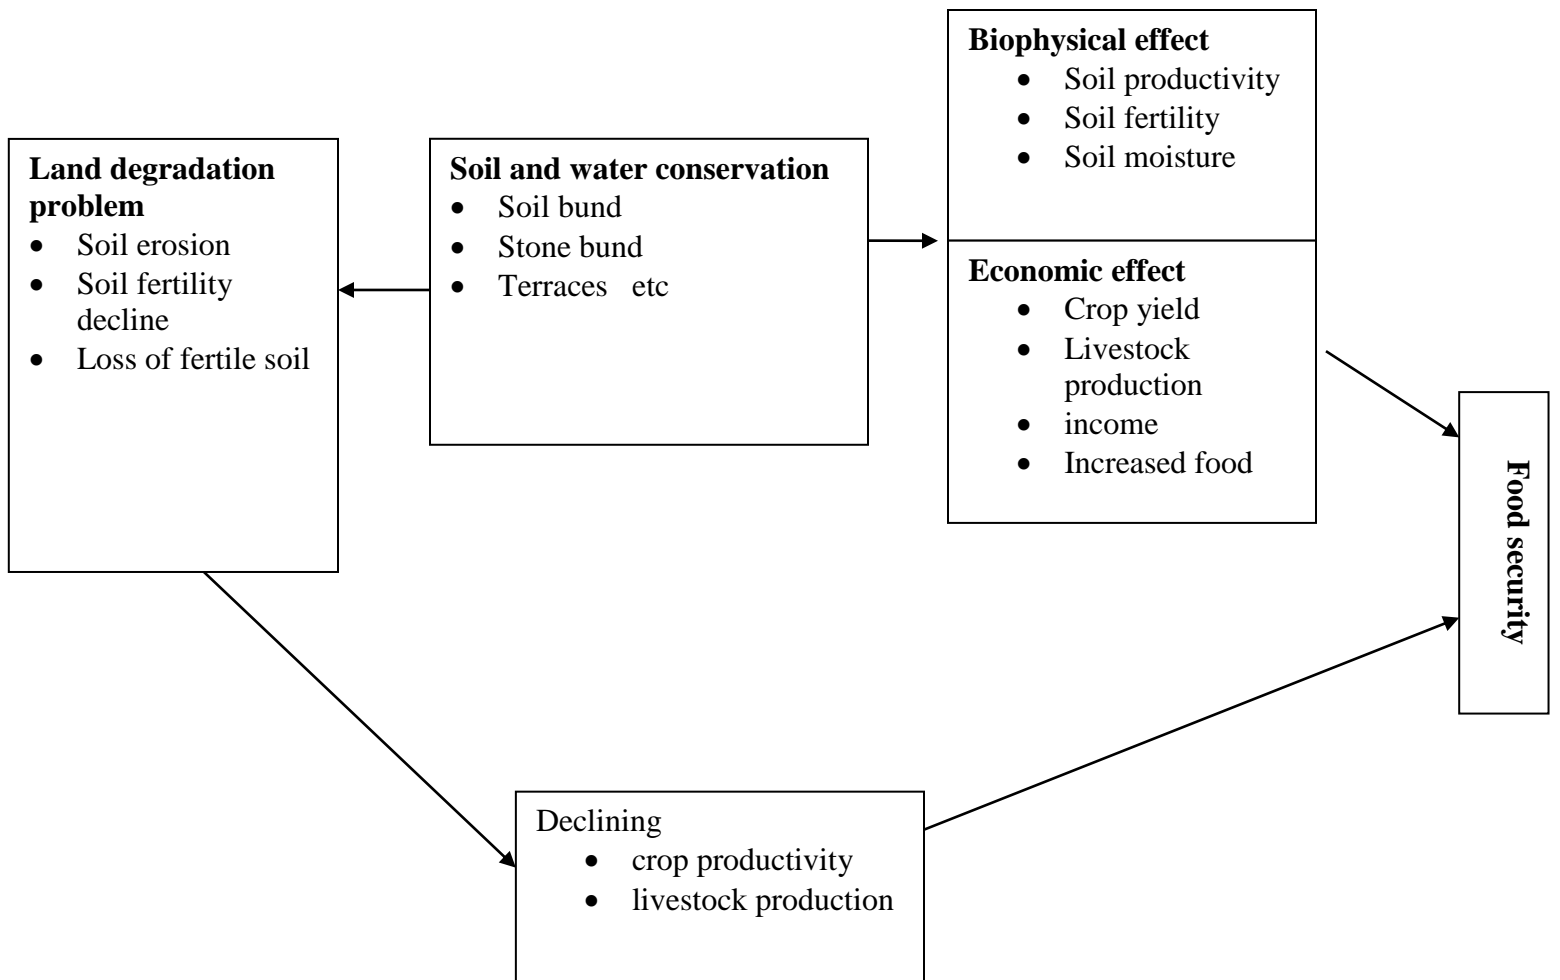 Land degradation
problem
• Soil erosion
• Soil fertility
decline
• Loss of fertile soil
Soil and water conservation
• Soil bund
• Stone bund
• Terraces etc
Biophysical effect
• Soil productivity
• Soil fertility
• Soil moisture
Economic effect
• Crop yield
• Livestock
production
• income
• Increased food
Food security
Declining
• crop productivity
• livestock production